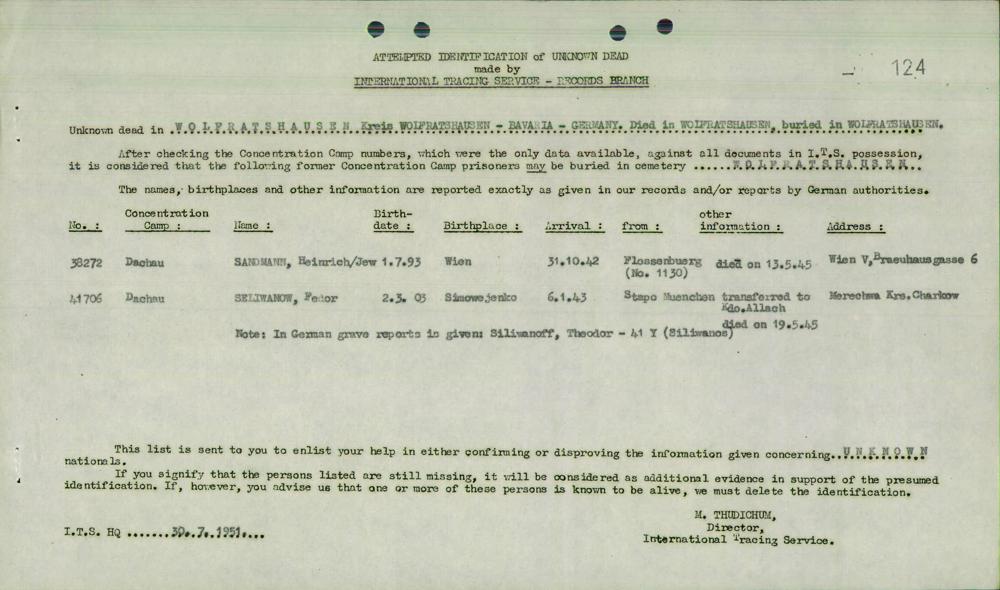 ATTEMPTED IDENTIFICATION of UNKNOWN DEAD
made by
INTERNATIONAL TRACING SERVICE - RECORDS BRANCH
124
Unknown dead in .WOLFRATSHAUSEN Kreis WOLFRATSHAUSEN - BAVARIA - GERMANY. Died in WOLFRATSHAUSEN, buried in WOLFRATSHAUSEN.
After checking the Concentration Camp numbers, which were the only data available, against all documents in I.T.S. possession,
it is considered that the following former Concentration Camp prisoners may be buried in cemetery ......WOLFRATSHAUSEN..
The names, birthplaces and other information are reported exactly as given in our records and/or reports by German authorities.
No. : Concentration Camp : Name : Birth-date : Birthplace : Arrival : from : other information : Address :
38272 Dachau SANDMANN, Heinrich/Jew 1.7.93 Wien 31.10.42 Flossenbuerg died on 13.5.45 Wien V,Braeuhausgasse 6
(No. 1130)
41706 Dachau SELIWANOW, Fedor 2.3. 03 Simowejenko 6.1.43 Stapo Muenchen transferred to Merechwa Krs.Charkow
Kdo.Allach
died on 19.5.45
Note: In German grave reports is given: Siliwanoff, Theodor - 41 Y (Siliwanos)
This list is sent to you to enlist your help in either confirming or disproving the information given concerning..UNKNOWN
nationals.
If you signify that the persons listed are still missing, it will be considered as additional evidence in support of the presumed
identification. If, however, you advise us that one or more of these persons is known to be alive, we must delete the identification.
M. THUDICHUM,
Director,
International Tracing Service.
I.T.S. HQ .......30.7.1951....